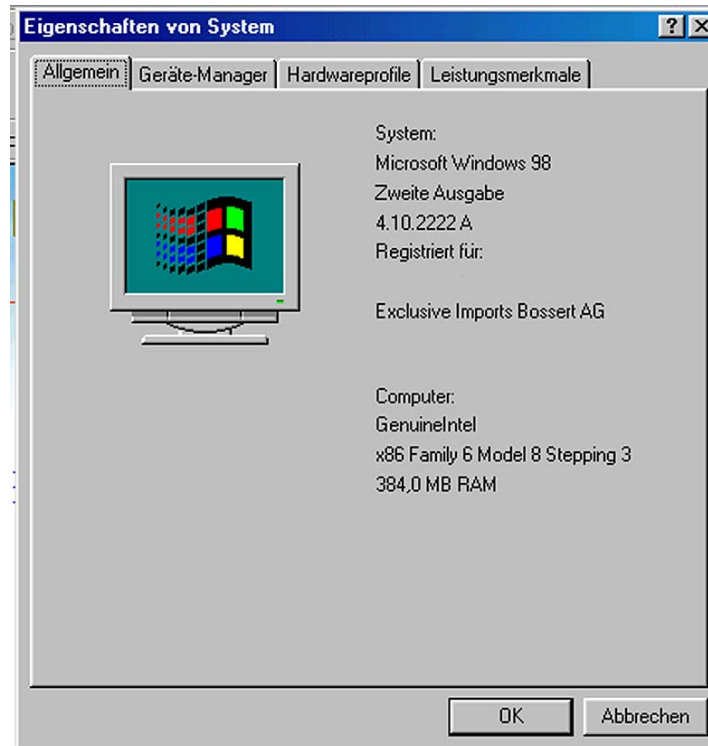 Eigenschaften von System
Allgemein Geräte-Manager Hardwareprofile Leistungsmerkmale
System:
Microsoft Windows 98
Zweite Ausgabe
4.10.2222 A
Registriert für:
Exclusive Imports Bossert AG
Computer:
GenuineIntel
x86 Family 6 Model 8 Stepping 3
384,0 MB RAM
OK Abbrechen